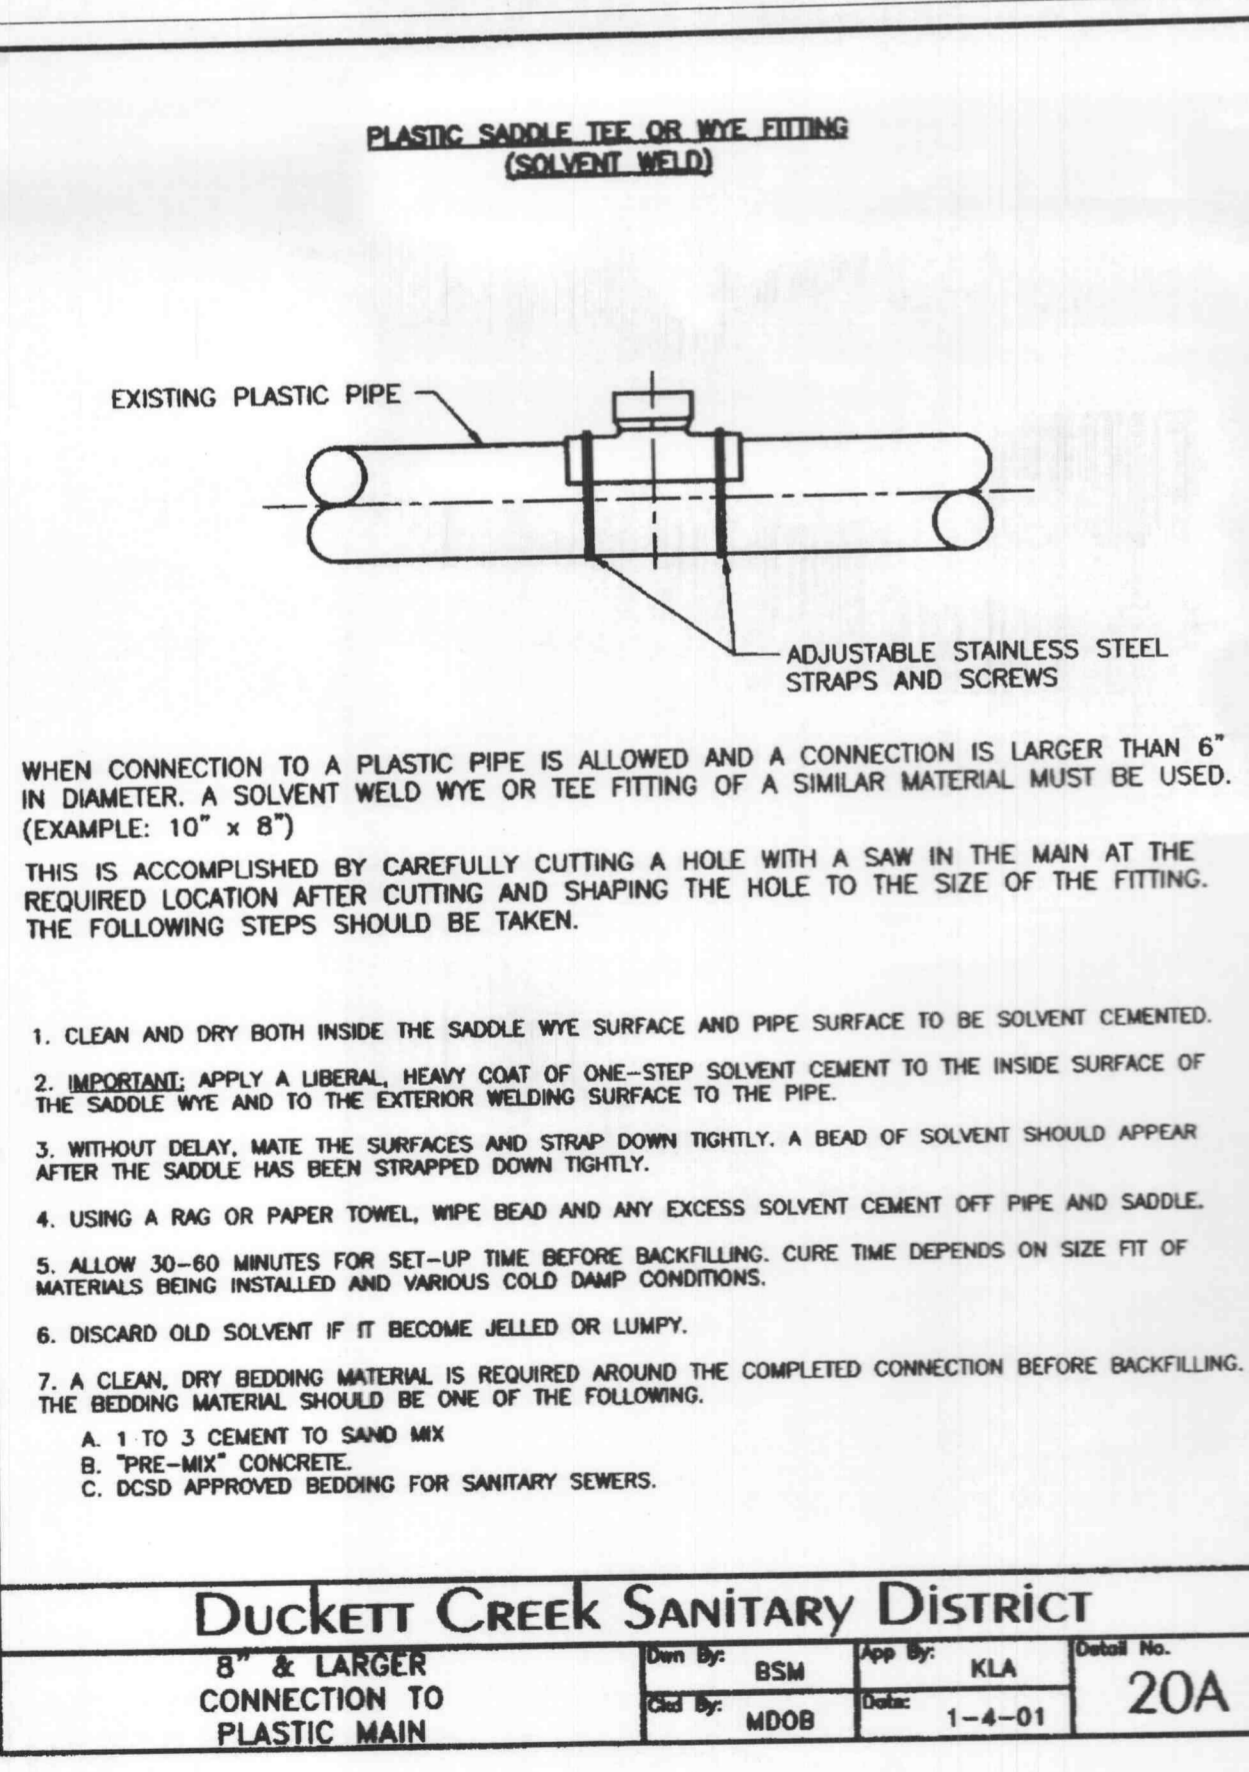 PLASTIC SADDLE TEE OR WYE FITTING
(SOLVENT WELD)
EXISTING PLASTIC PIPE
ADJUSTABLE STAINLESS STEEL
STRAPS AND SCREWS
WHEN CONNECTION TO A PLASTIC PIPE IS ALLOWED AND A CONNECTION IS LARGER THAN 6"
IN DIAMETER. A SOLVENT WELD WYE OR TEE FITTING OF A SIMILAR MATERIAL MUST BE USED.
(EXAMPLE: 10" x 8")
THIS IS ACCOMPLISHED BY CAREFULLY CUTTING A HOLE WITH A SAW IN THE MAIN AT THE
REQUIRED LOCATION AFTER CUTTING AND SHAPING THE HOLE TO THE SIZE OF THE FITTING.
THE FOLLOWING STEPS SHOULD BE TAKEN.
1. CLEAN AND DRY BOTH INSIDE THE SADDLE WYE SURFACE AND PIPE SURFACE TO BE SOLVENT CEMENTED.
2. IMPORTANT: APPLY A LIBERAL, HEAVY COAT OF ONE-STEP SOLVENT CEMENT TO THE INSIDE SURFACE OF
THE SADDLE WYE AND TO THE EXTERIOR WELDING SURFACE TO THE PIPE.
3. WITHOUT DELAY, MATE THE SURFACES AND STRAP DOWN TIGHTLY. A BEAD OF SOLVENT SHOULD APPEAR
AFTER THE SADDLE HAS BEEN STRAPPED DOWN TIGHTLY.
4. USING A RAG OR PAPER TOWEL, WIPE BEAD AND ANY EXCESS SOLVENT CEMENT OFF PIPE AND SADDLE.
5. ALLOW 30-60 MINUTES FOR SET-UP TIME BEFORE BACKFILLING. CURE TIME DEPENDS ON SIZE FIT OF
MATERIALS BEING INSTALLED AND VARIOUS COLD DAMP CONDITIONS.
6. DISCARD OLD SOLVENT IF IT BECOME JELLED OR LUMPY.
7. A CLEAN, DRY BEDDING MATERIAL IS REQUIRED AROUND THE COMPLETED CONNECTION BEFORE BACKFILLING.
THE BEDDING MATERIAL SHOULD BE ONE OF THE FOLLOWING.
A. 1 TO 3 CEMENT TO SAND MIX
B. "PRE-MIX" CONCRETE.
C. DCSD APPROVED BEDDING FOR SANITARY SEWERS.
DUCKETT CREEK SANITARY DISTRICT
8" & LARGER
CONNECTION TO
PLASTIC MAIN
Dwn By: BSM
Ckd By: MDOB
App By: KLA
Date: 1-4-01
Detail No.
20A